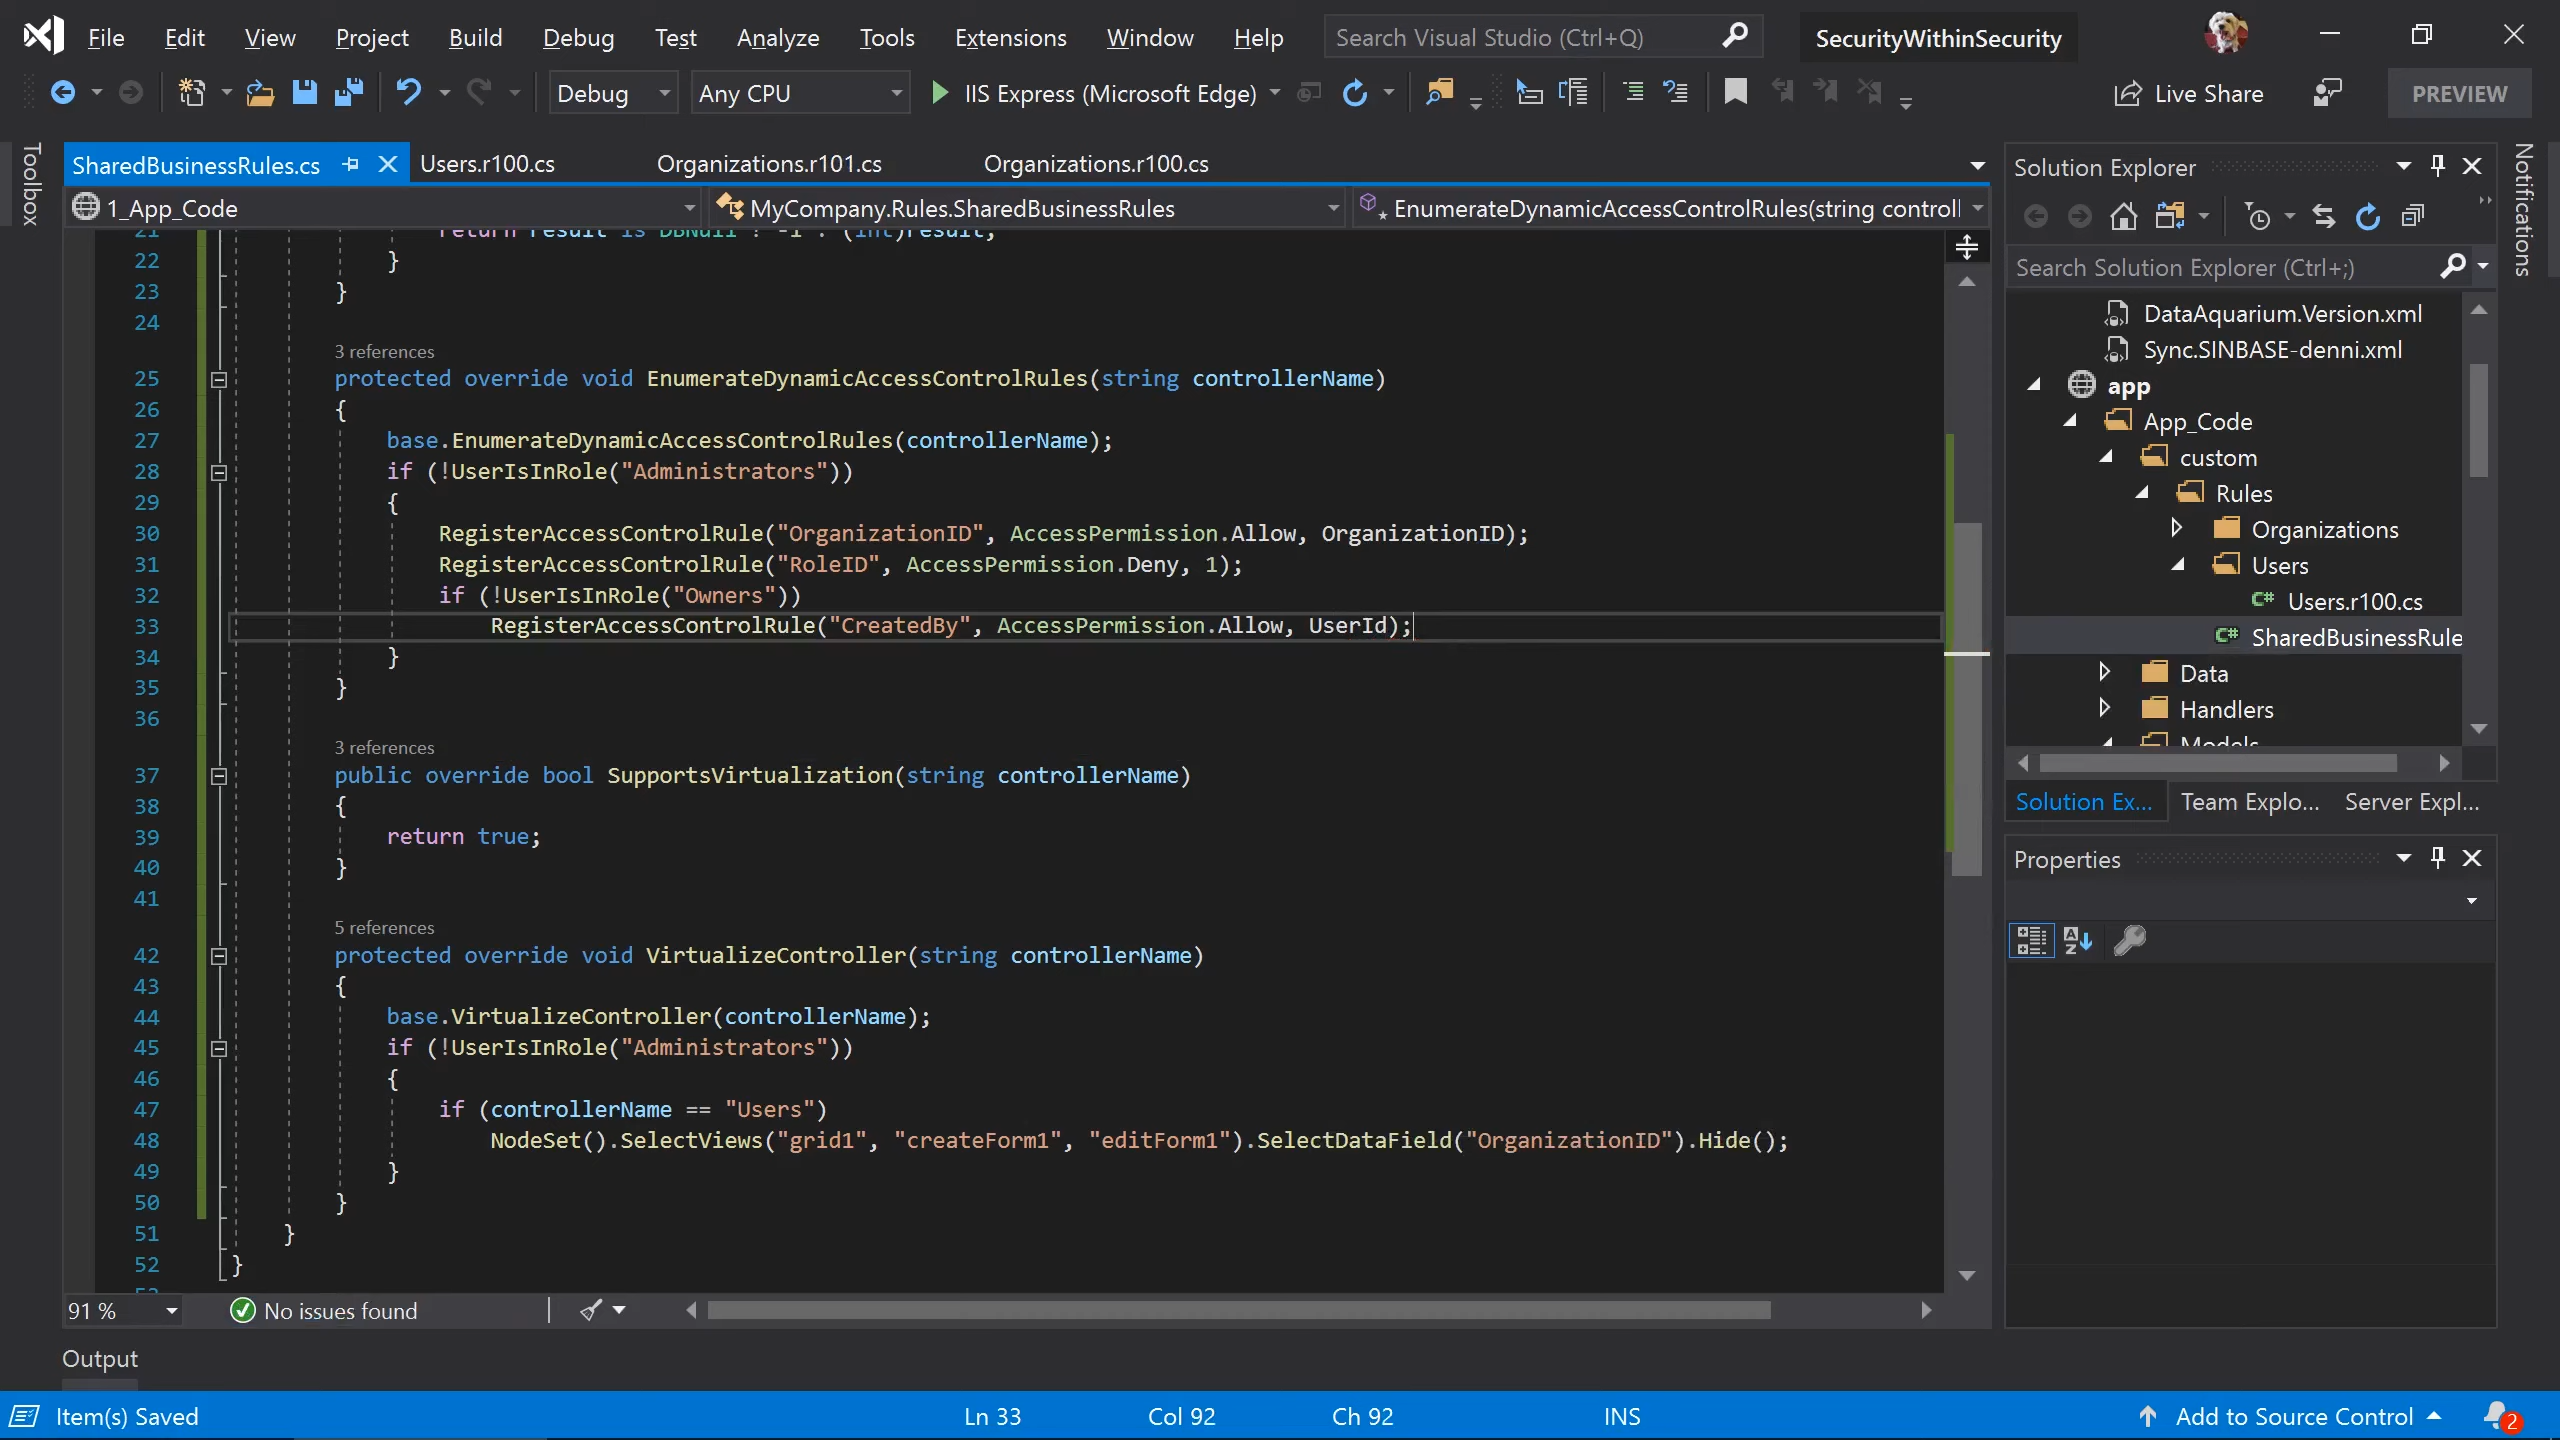 File Edit View Project Build Debug Test Analyze Tools Extensions Window Help Search Visual Studio (Ctrl+Q) SecurityWithinSecurity
Debug Any CPU IIS Express (Microsoft Edge) Live Share PREVIEW
Toolbox
SharedBusinessRules.cs Users.r100.cs Organizations.r101.cs Organizations.r100.cs
1_App_Code MyCompany.Rules.SharedBusinessRules EnumerateDynamicAccessControlRules(string controll
21 return result is DBNull ? -1 : (int)result;
22 }
23 }
24
3 references
25 protected override void EnumerateDynamicAccessControlRules(string controllerName)
26 {
27 base.EnumerateDynamicAccessControlRules(controllerName);
28 if (!UserIsInRole("Administrators"))
29 {
30 RegisterAccessControlRule("OrganizationID", AccessPermission.Allow, OrganizationID);
31 RegisterAccessControlRule("RoleID", AccessPermission.Deny, 1);
32 if (!UserIsInRole("Owners"))
33 RegisterAccessControlRule("CreatedBy", AccessPermission.Allow, UserId);
34 }
35 }
36
3 references
37 public override bool SupportsVirtualization(string controllerName)
38 {
39 return true;
40 }
41
5 references
42 protected override void VirtualizeController(string controllerName)
43 {
44 base.VirtualizeController(controllerName);
45 if (!UserIsInRole("Administrators"))
46 {
47 if (controllerName == "Users")
48 NodeSet().SelectViews("grid1", "createForm1", "editForm1").SelectDataField("OrganizationID").Hide();
49 }
50 }
51 }
52 }
91 % No issues found
Output
Solution Explorer
Search Solution Explorer (Ctrl+;)
DataAquarium.Version.xml
Sync.SINBASE-denni.xml
app
App_Code
custom
Rules
Organizations
Users
Users.r100.cs
SharedBusinessRule
Data
Handlers
Models
Solution Ex... Team Explo... Server Expl...
Properties
Notifications
Item(s) Saved Ln 33 Col 92 Ch 92 INS Add to Source Control 2